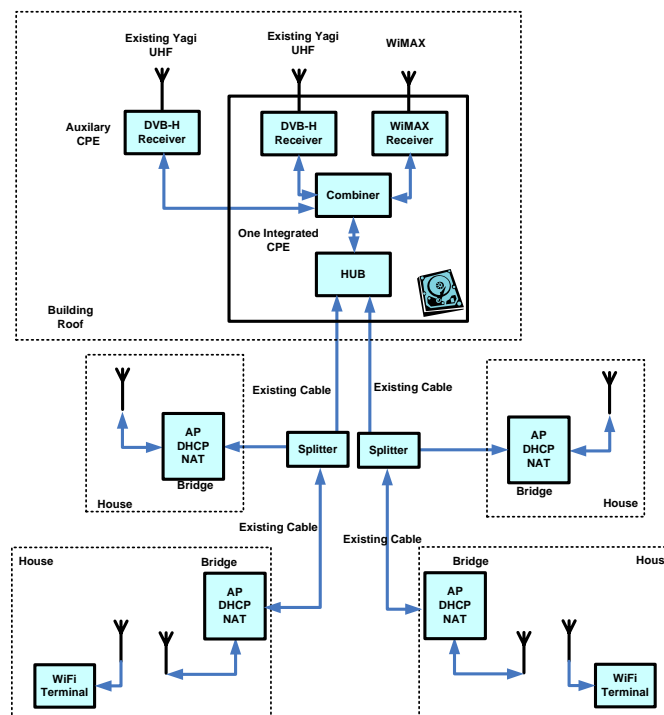 Existing Yagi
UHF
Existing Yagi
UHF
WiMAX
Auxilary
CPE
DVB-H
Receiver
DVB-H
Receiver
WiMAX
Receiver
Combiner
One Integrated
CPE
HUB
Building
Roof
Existing Cable
Existing Cable
AP
DHCP
NAT
Bridge
House
Splitter
Splitter
AP
DHCP
NAT
Bridge
House
Existing Cable
Existing Cable
House
Bridge
AP
DHCP
NAT
WiFi
Terminal
Bridge
Hous
AP
DHCP
NAT
WiFi
Terminal